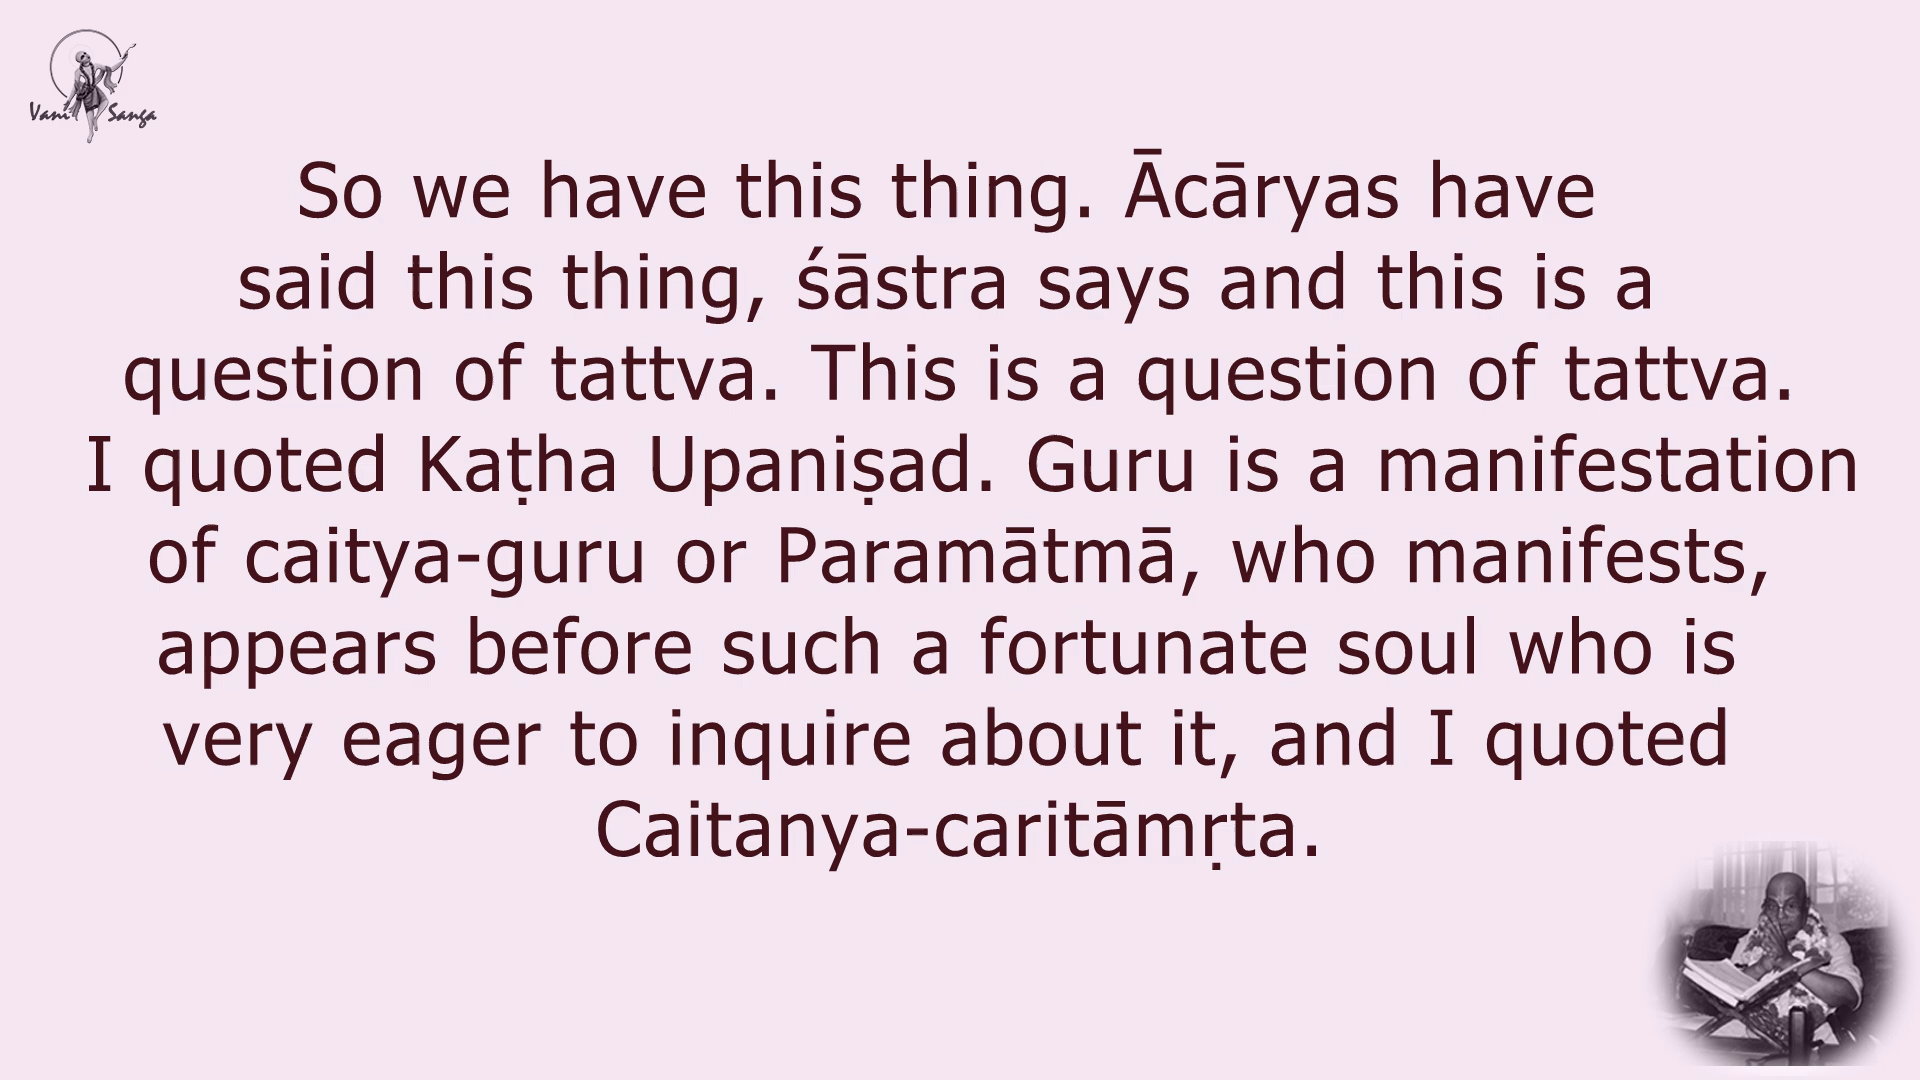 Vani Sanga
So we have this thing. Ācāryas have
said this thing, śāstra says and this is a
question of tattva. This is a question of tattva.
I quoted Kaṭha Upaniṣad. Guru is a manifestation
of caitya-guru or Paramātmā, who manifests,
appears before such a fortunate soul who is
very eager to inquire about it, and I quoted
Caitanya-caritāmṛta.